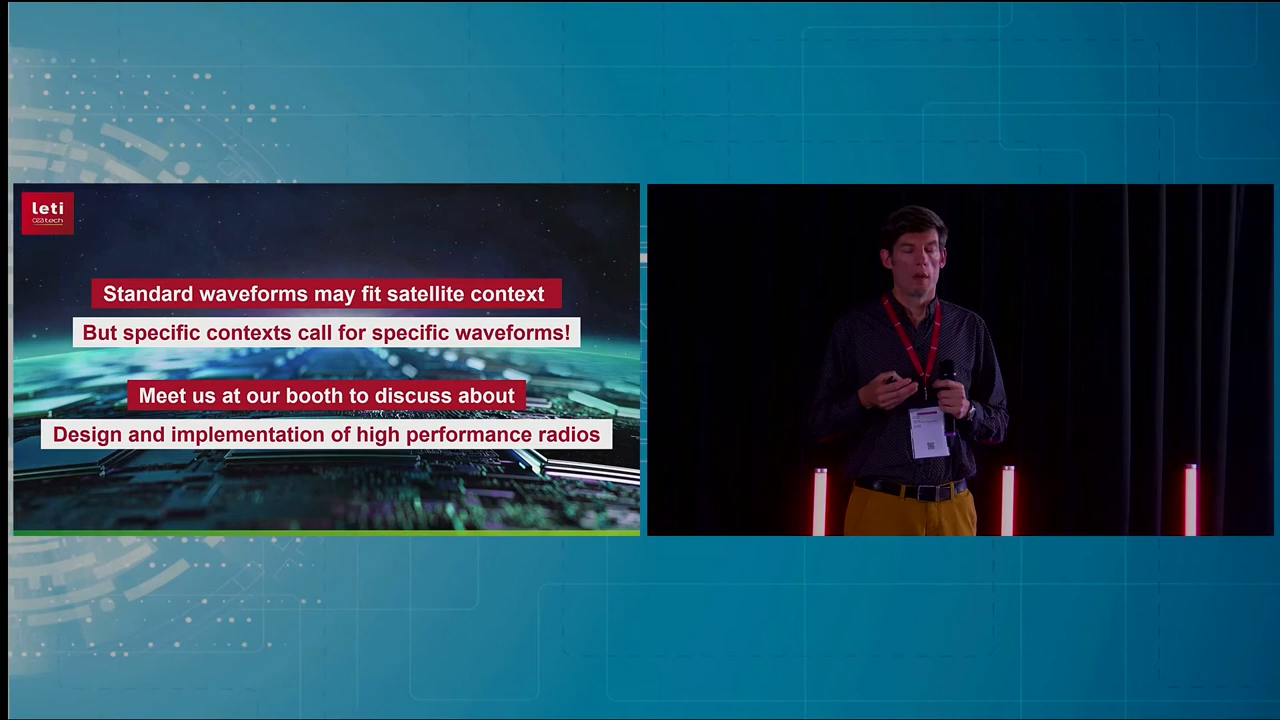 leti
cea tech
Standard waveforms may fit satellite context
But specific contexts call for specific waveforms!
Meet us at our booth to discuss about
Design and implementation of high performance radios